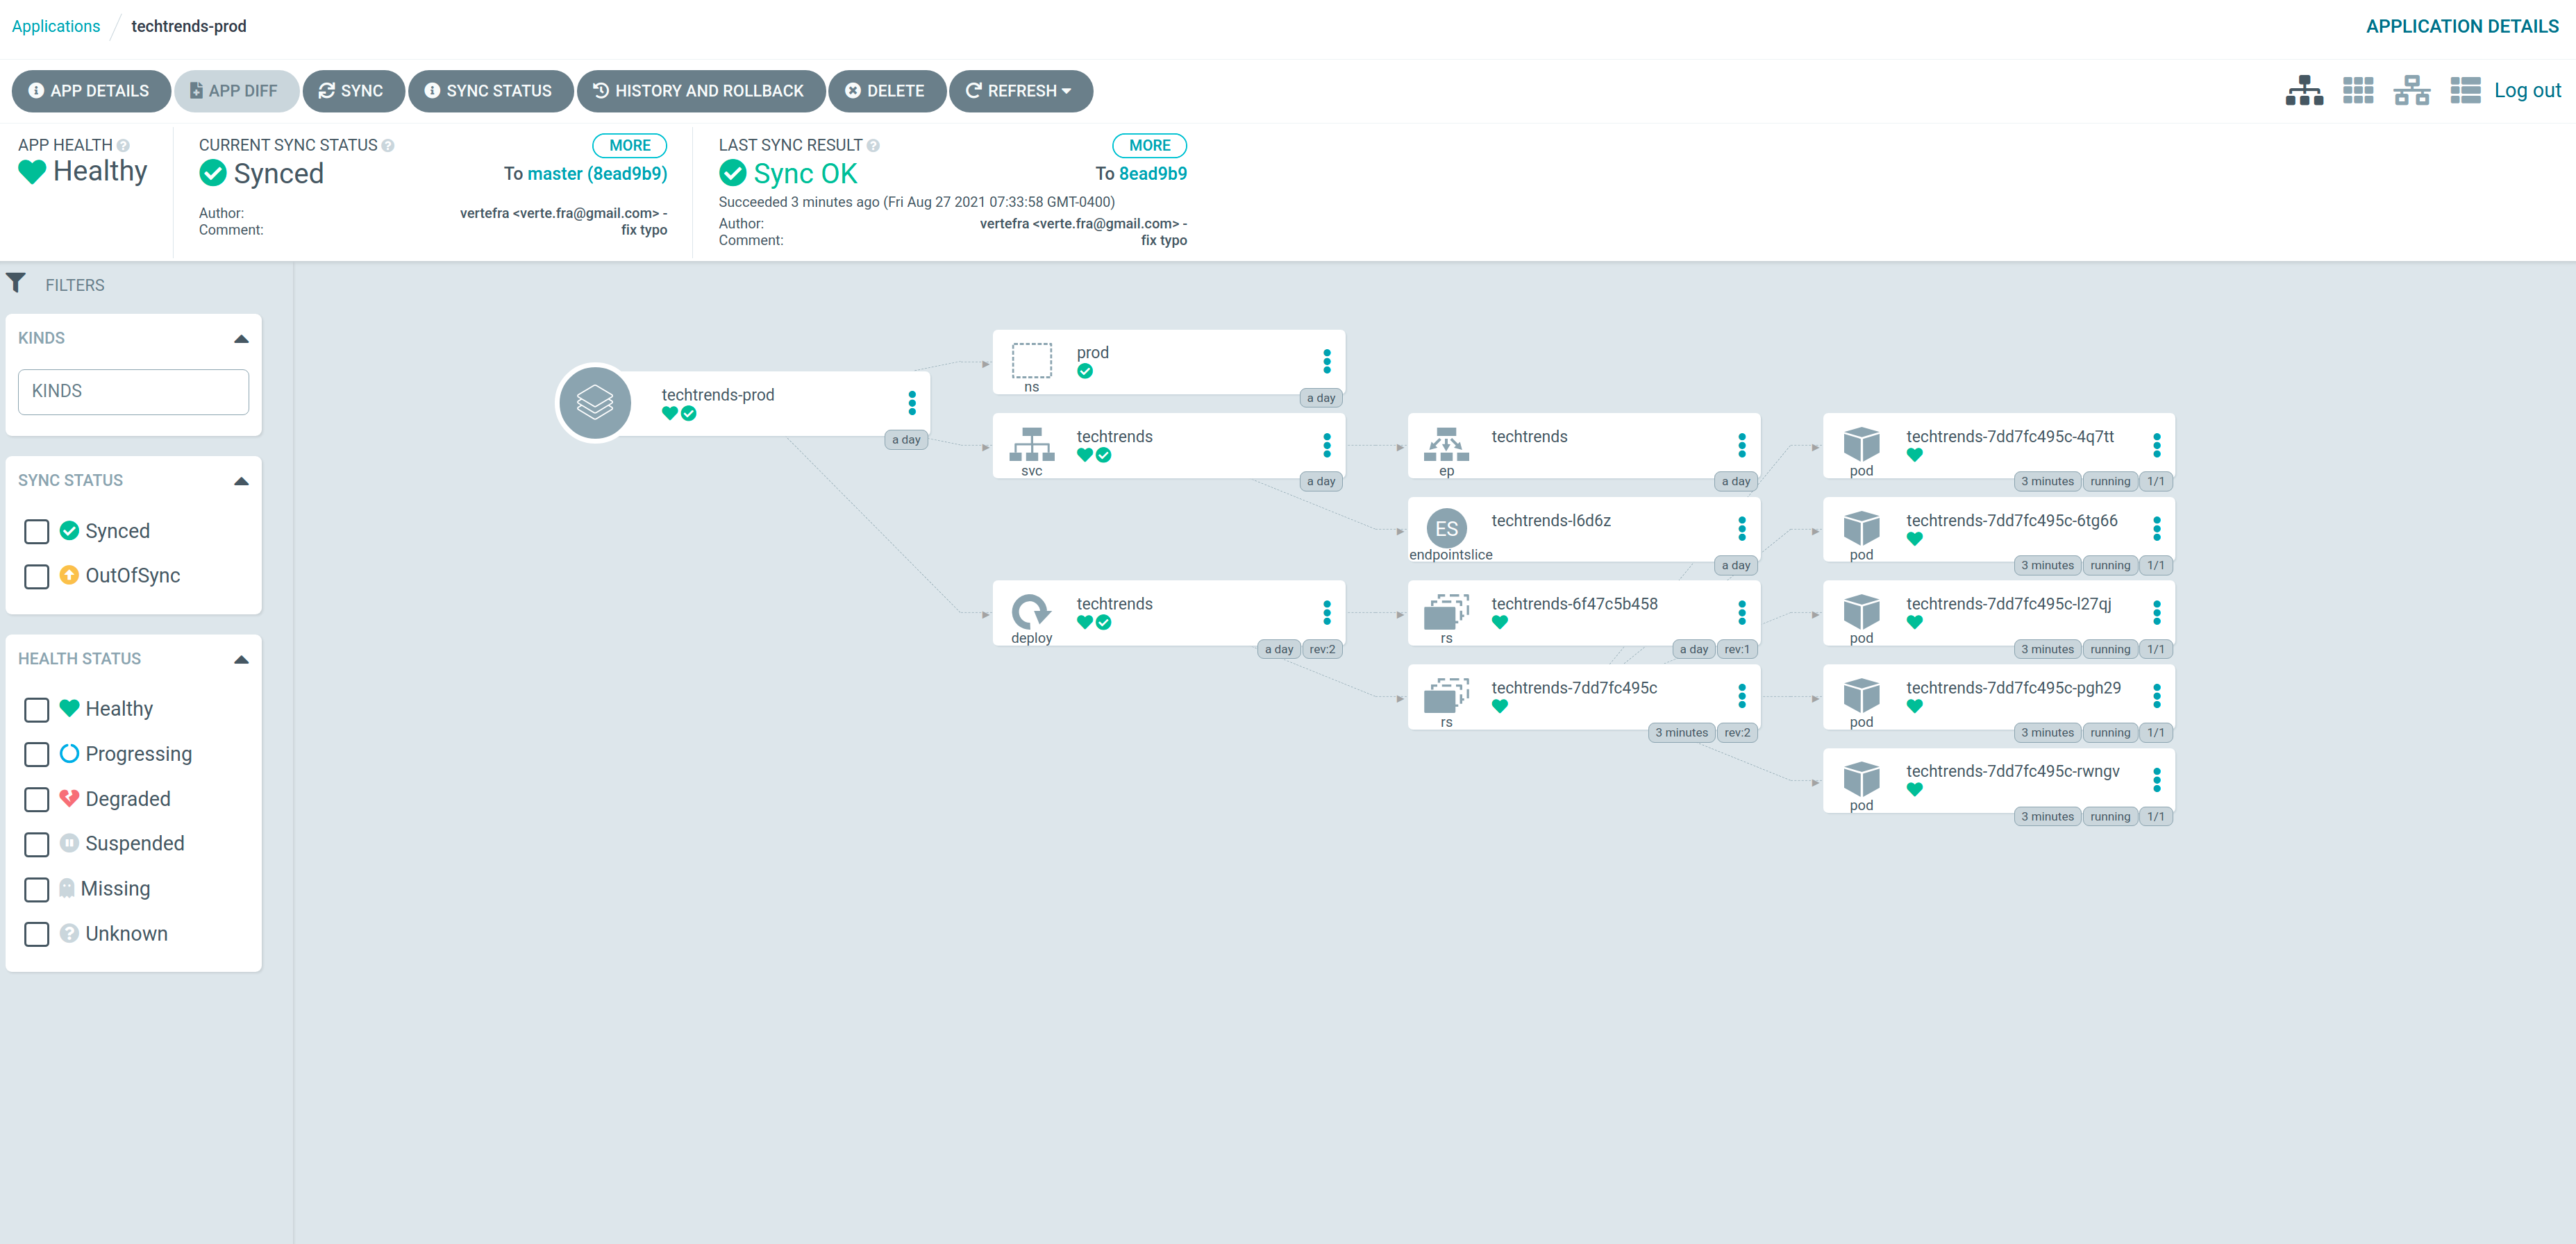 Applications / techtrends-prod
APPLICATION DETAILS
APP DETAILS
APP DIFF
SYNC
SYNC STATUS
HISTORY AND ROLLBACK
DELETE
REFRESH
Log out
APP HEALTH
Healthy
CURRENT SYNC STATUS
MORE
Synced
To master (8ead9b9)
Author: vertefra <verte.fra@gmail.com> -
Comment: fix typo
LAST SYNC RESULT
MORE
Sync OK
To 8ead9b9
Succeeded 3 minutes ago (Fri Aug 27 2021 07:33:58 GMT-0400)
Author: vertefra <verte.fra@gmail.com> -
Comment: fix typo
FILTERS
KINDS
KINDS
SYNC STATUS
Synced
OutOfSync
HEALTH STATUS
Healthy
Progressing
Degraded
Suspended
Missing
Unknown
techtrends-prod
a day
prod
ns
a day
techtrends
svc
a day
techtrends
deploy
a day rev:2
techtrends
ep
a day
ES
techtrends-l6d6z
endpointslice
a day
techtrends-6f47c5b458
rs
a day rev:1
techtrends-7dd7fc495c
rs
3 minutes rev:2
techtrends-7dd7fc495c-4q7tt
pod
3 minutes running 1/1
techtrends-7dd7fc495c-6tg66
pod
3 minutes running 1/1
techtrends-7dd7fc495c-l27qj
pod
3 minutes running 1/1
techtrends-7dd7fc495c-pgh29
pod
3 minutes running 1/1
techtrends-7dd7fc495c-rwngv
pod
3 minutes running 1/1